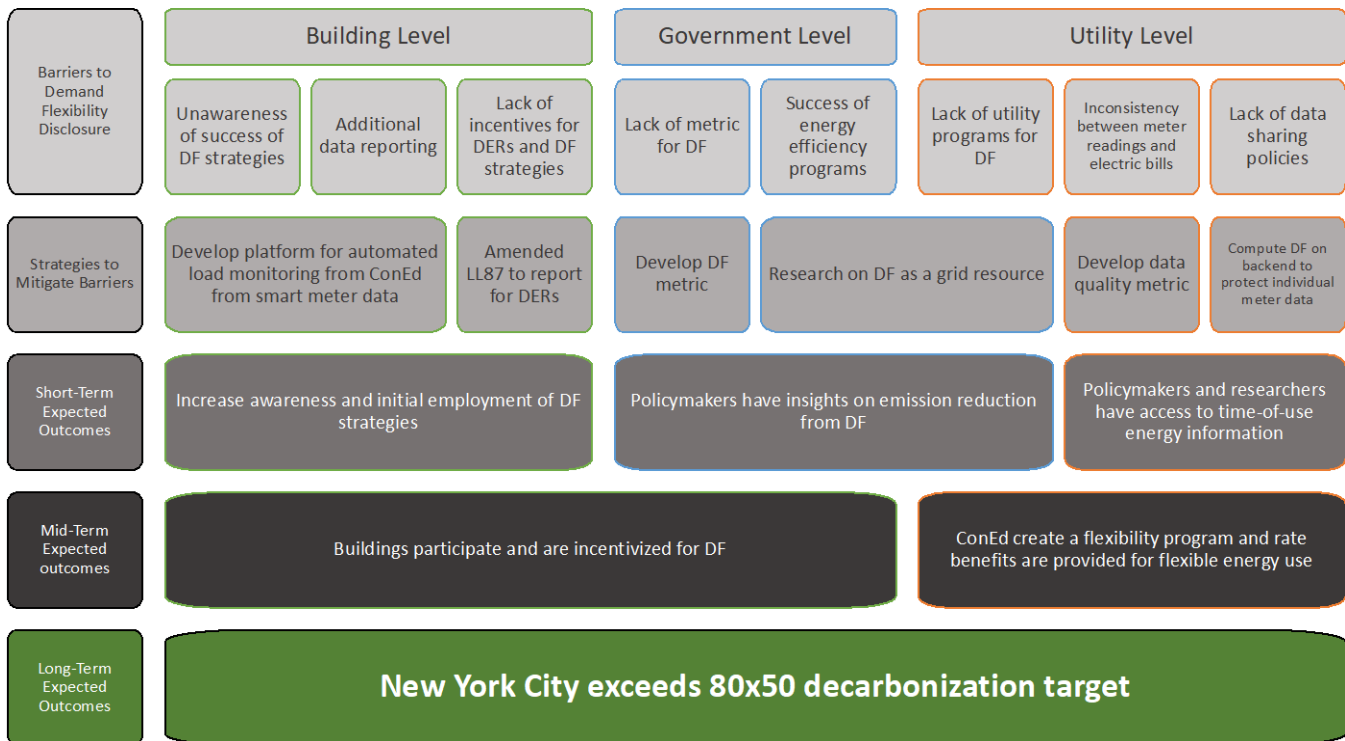 Barriers to
Demand
Flexibility
Disclosure
Building Level
Government Level
Utility Level
Unawareness
of success of
DF strategies
Additional
data reporting
Lack of
incentives for
DERs and DF
strategies
Lack of metric
for DF
Success of
energy
efficiency
programs
Lack of utility
programs for
DF
Inconsistency
between meter
readings and
electric bills
Lack of data
sharing
policies
Strategies to
Mitigate Barriers
Develop platform for automated
load monitoring from ConEd
from smart meter data
Amended
LL87 to report
for DERs
Develop DF
metric
Research on DF as a grid resource
Develop data
quality metric
Compute DF on
backend to
protect individual
meter data
Short-Term
Expected
Outcomes
Increase awareness and initial employment of DF
strategies
Policymakers have insights on emission reduction
from DF
Policymakers and researchers
have access to time-of-use
energy information
Mid-Term
Expected
outcomes
Buildings participate and are incentivized for DF
ConEd create a flexibility program and rate
benefits are provided for flexible energy use
Long-Term
Expected
Outcomes
New York City exceeds 80x50 decarbonization target